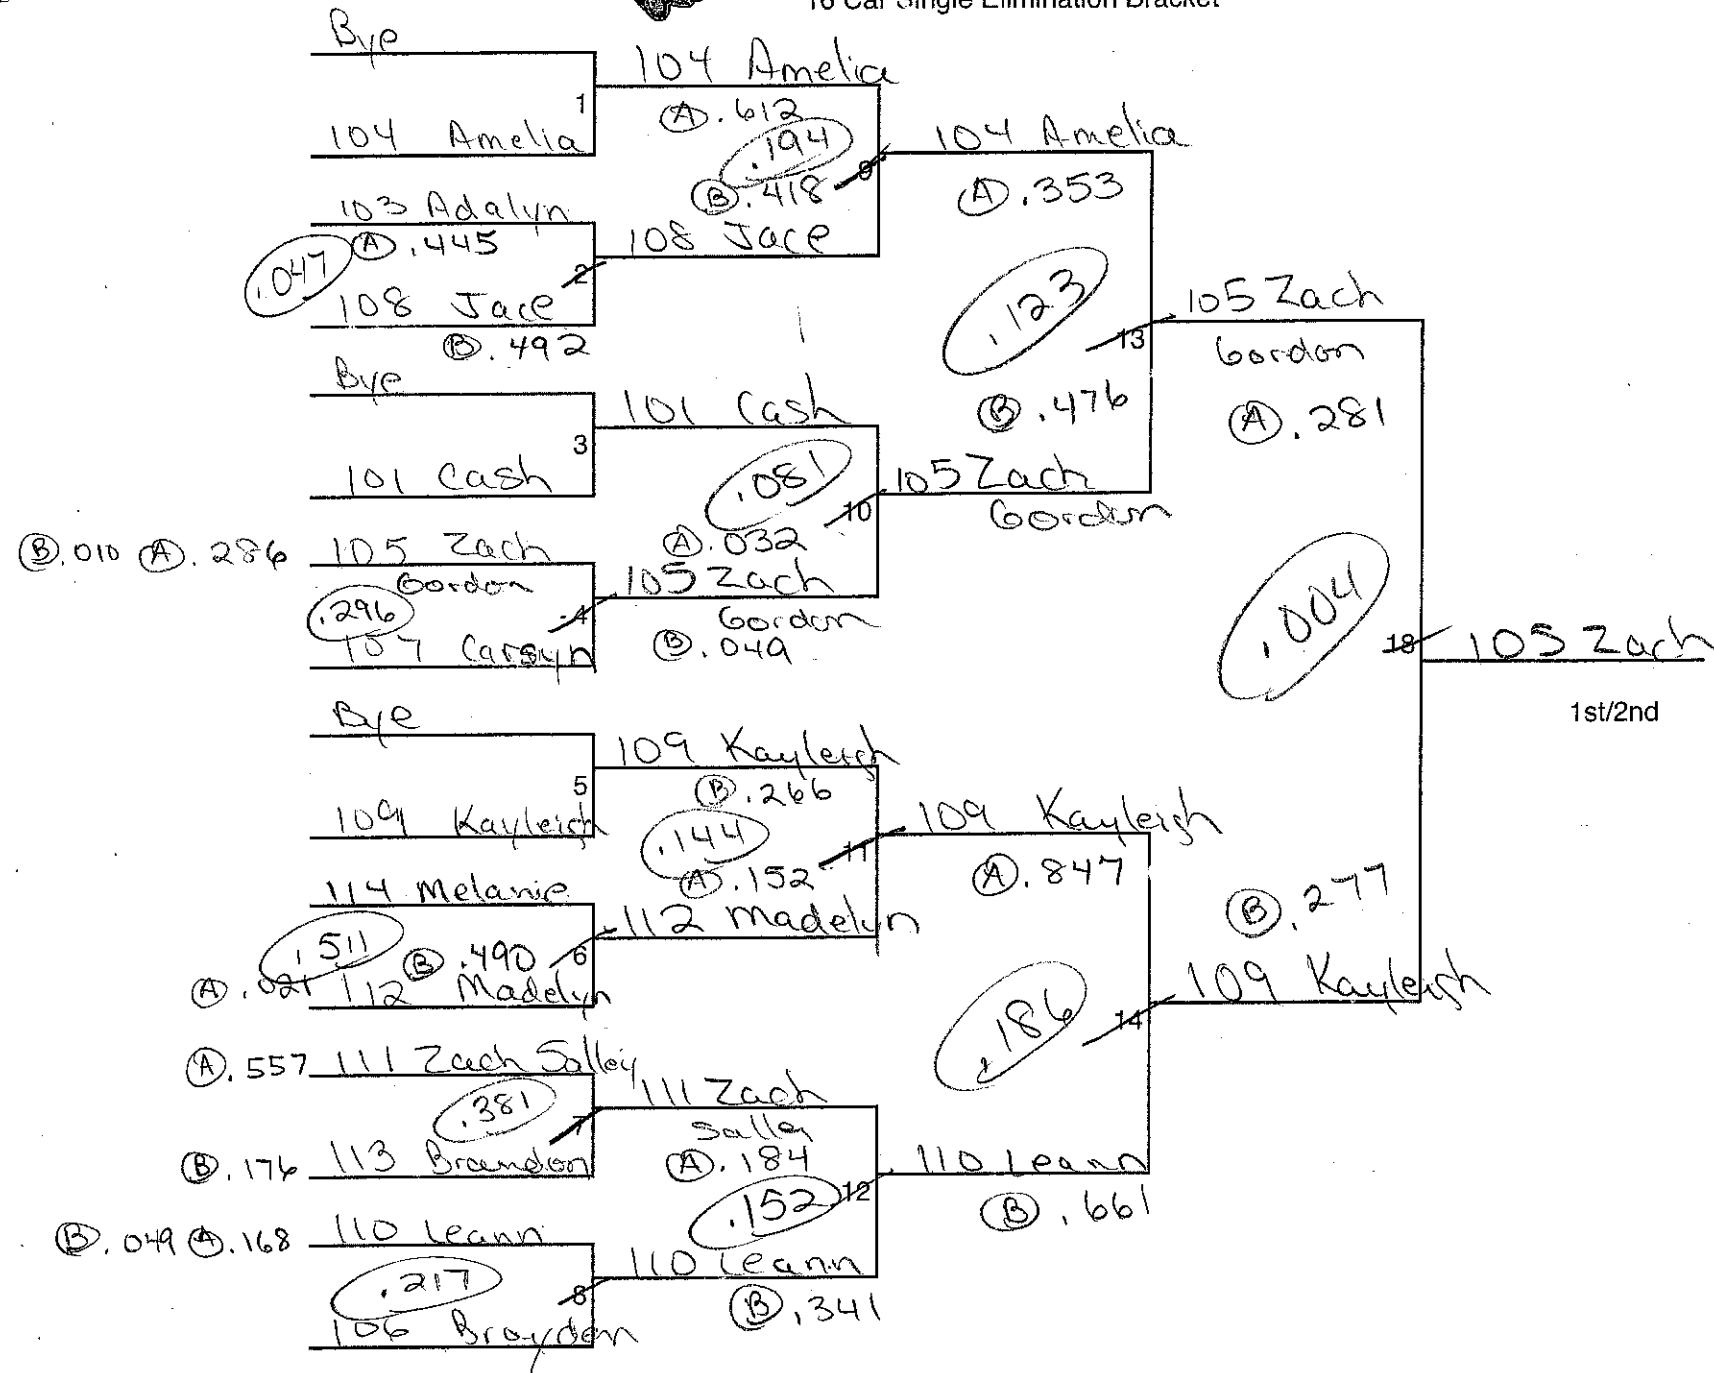 16 Car Single Elimination Bracket
Bye
104 Amelia
1
104 Amelia
A .612
.194
B .418
9
104 Amelia
A .353
103 Adalyn
A .445
.047
2
108 Jace
108 Jace
B .492
.123
13
105 Zach
Gordon
A .281
Bye
101 Cash
3
101 Cash
.081
10
B .476
105 Zach
Gordon
B .010 A .286 105 Zach
Gordon
A .032
.296
4
105 Zach
Gordon
107 Carsyn
B .049
.004
18
105 Zach
1st/2nd
Bye
109 Kayleigh
5
B .266
109 Kayleigh
.144
11
109 Kayleigh
A .152
A .847
114 Melanie
112 Madelyn
.511
B .490
6
A .021 112 Madelyn
B .277
109 Kayleigh
.186
14
A .557 111 Zach Salley
111 Zach
Salley
.381
7
A .184
B .176 113 Brandon
.152
12
110 Leann
B .661
B .049 A .168 110 Leann
110 Leann
.217
8
B .341
106 Brayden